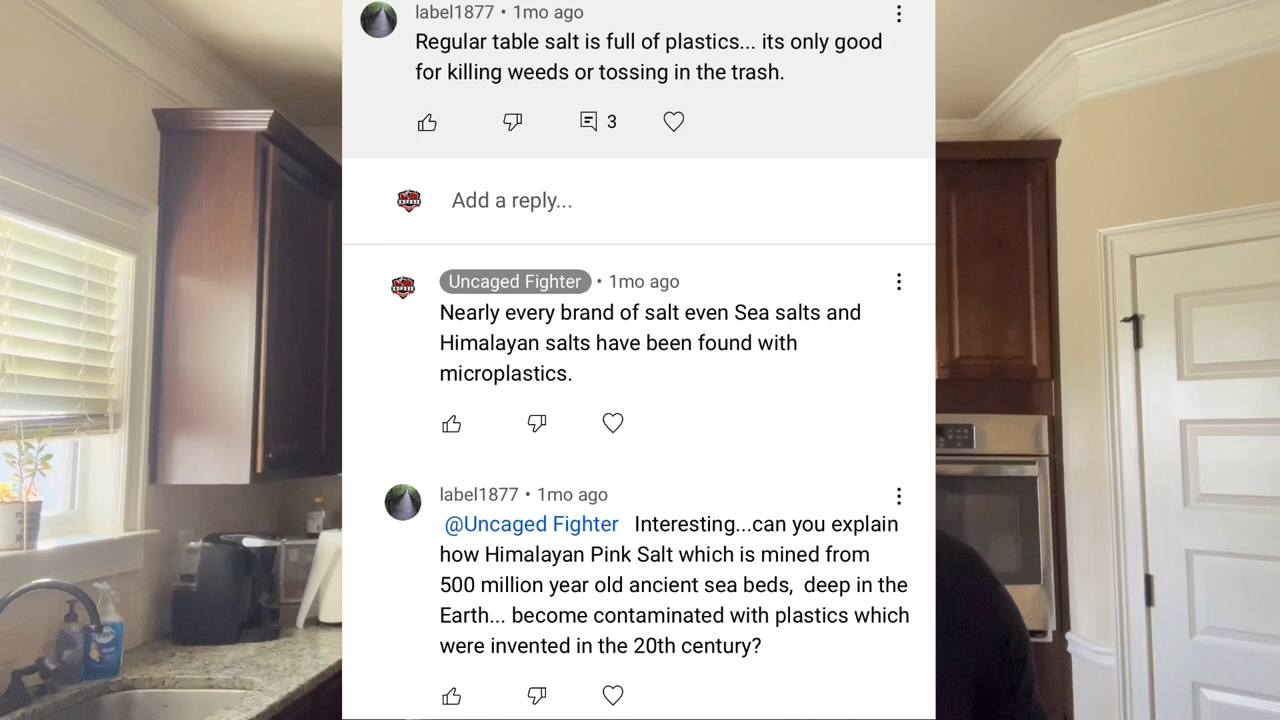 label1877 • 1mo ago
Regular table salt is full of plastics... its only good
for killing weeds or tossing in the trash.
3
Add a reply...
Uncaged Fighter • 1mo ago
Nearly every brand of salt even Sea salts and
Himalayan salts have been found with
microplastics.
label1877 • 1mo ago
@Uncaged Fighter Interesting...can you explain
how Himalayan Pink Salt which is mined from
500 million year old ancient sea beds, deep in the
Earth... become contaminated with plastics which
were invented in the 20th century?